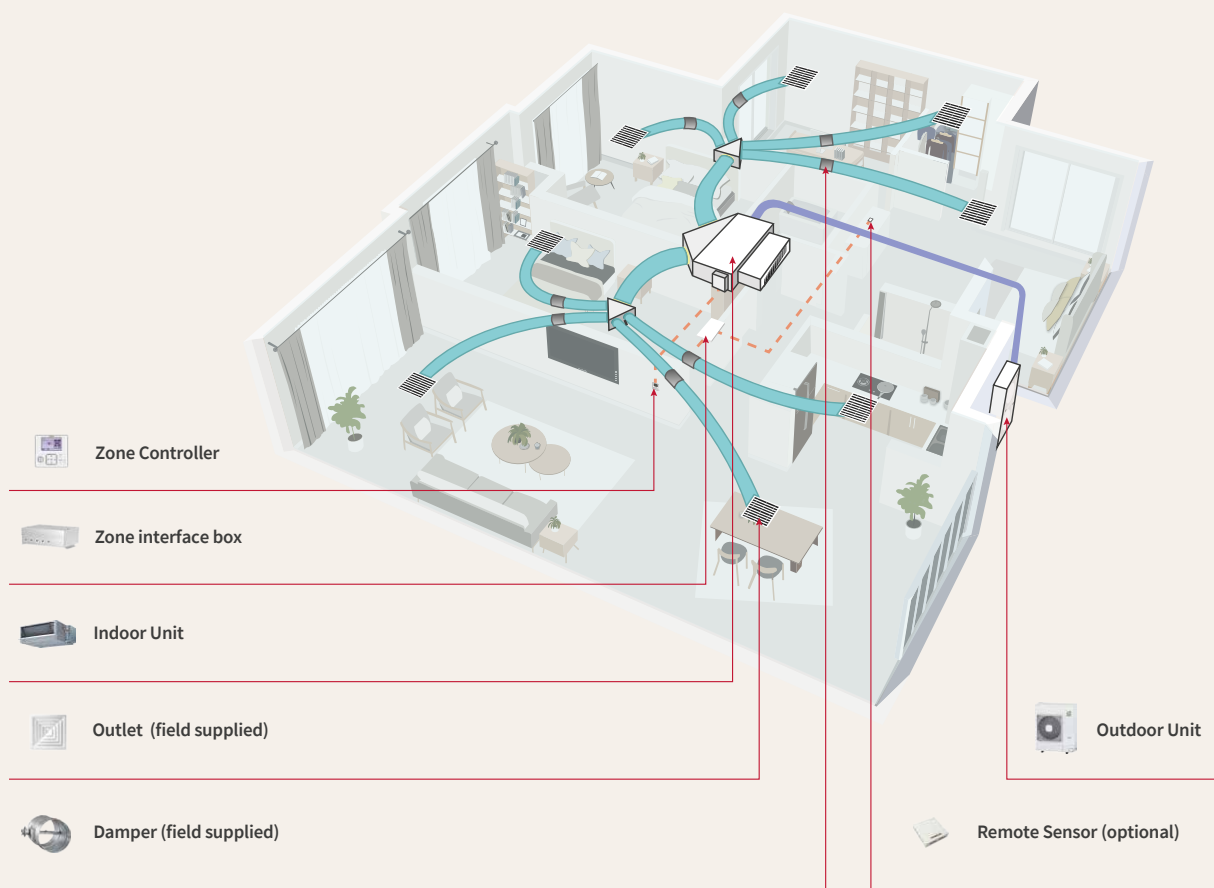 Zone Controller
Zone interface box
Indoor Unit
Outlet (field supplied)
Outdoor Unit
Damper (field supplied)
Remote Sensor (optional)